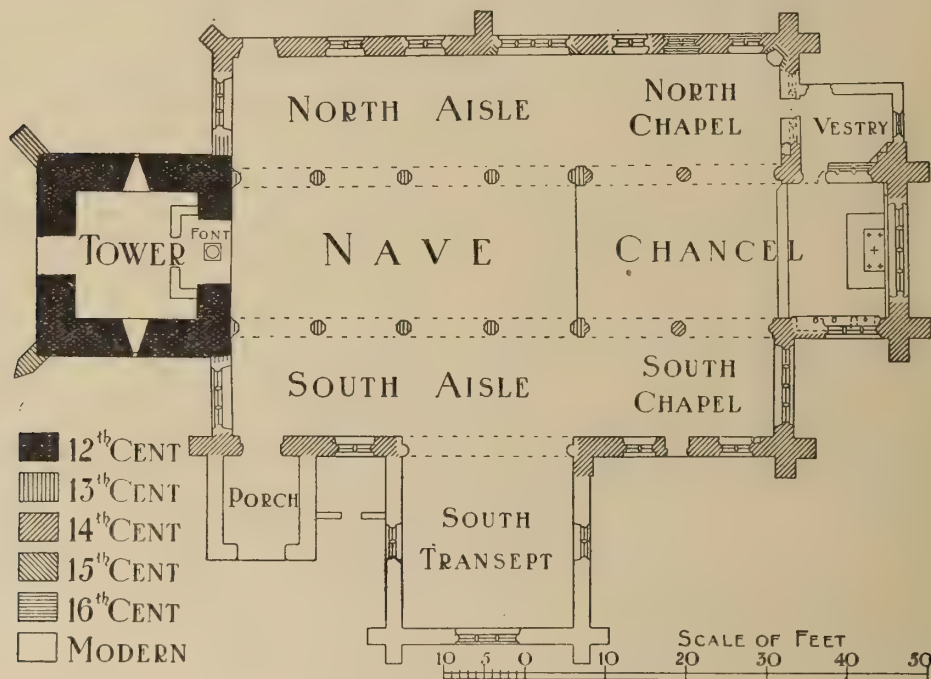 NORTH AISLE
NORTH
CHAPEL
VESTRY
TOWER
FONT
NAVE
CHANCEL
SOUTH AISLE
SOUTH
CHAPEL
PORCH
SOUTH
TRANSEPT
12th CENT
13th CENT
14th CENT
15th CENT
16th CENT
MODERN
SCALE OF FEET
10 5 0 10 20 30 40 50